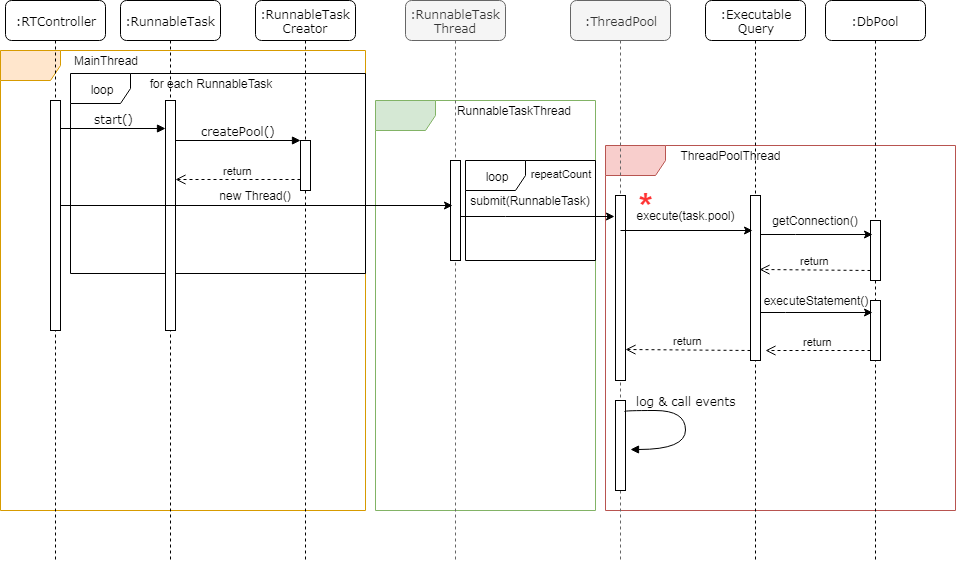 :RTController
:RunnableTask
:RunnableTask
Creator
:RunnableTask
Thread
:ThreadPool
:Executable
Query
:DbPool
MainThread
loop
for each RunnableTask
start()
createPool()
return
new Thread()
RunnableTaskThread
loop
repeatCount
submit(RunnableTask)
ThreadPoolThread
*
execute(task.pool)
getConnection()
return
executeStatement()
return
return
log & call events